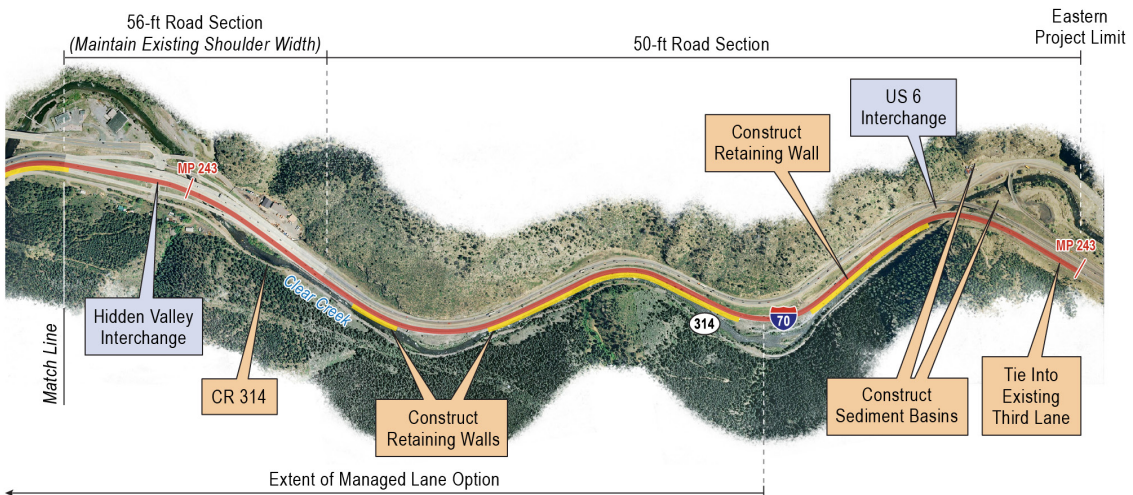 56-ft Road Section
(Maintain Existing Shoulder Width)
50-ft Road Section
Eastern
Project Limit
US 6
Interchange
Construct
Retaining Wall
MP 243
MP 243
Clear Creek
Hidden Valley
Interchange
Match Line
CR 314
Construct
Retaining Walls
314
70
Construct
Sediment Basins
Tie Into
Existing
Third Lane
Extent of Managed Lane Option